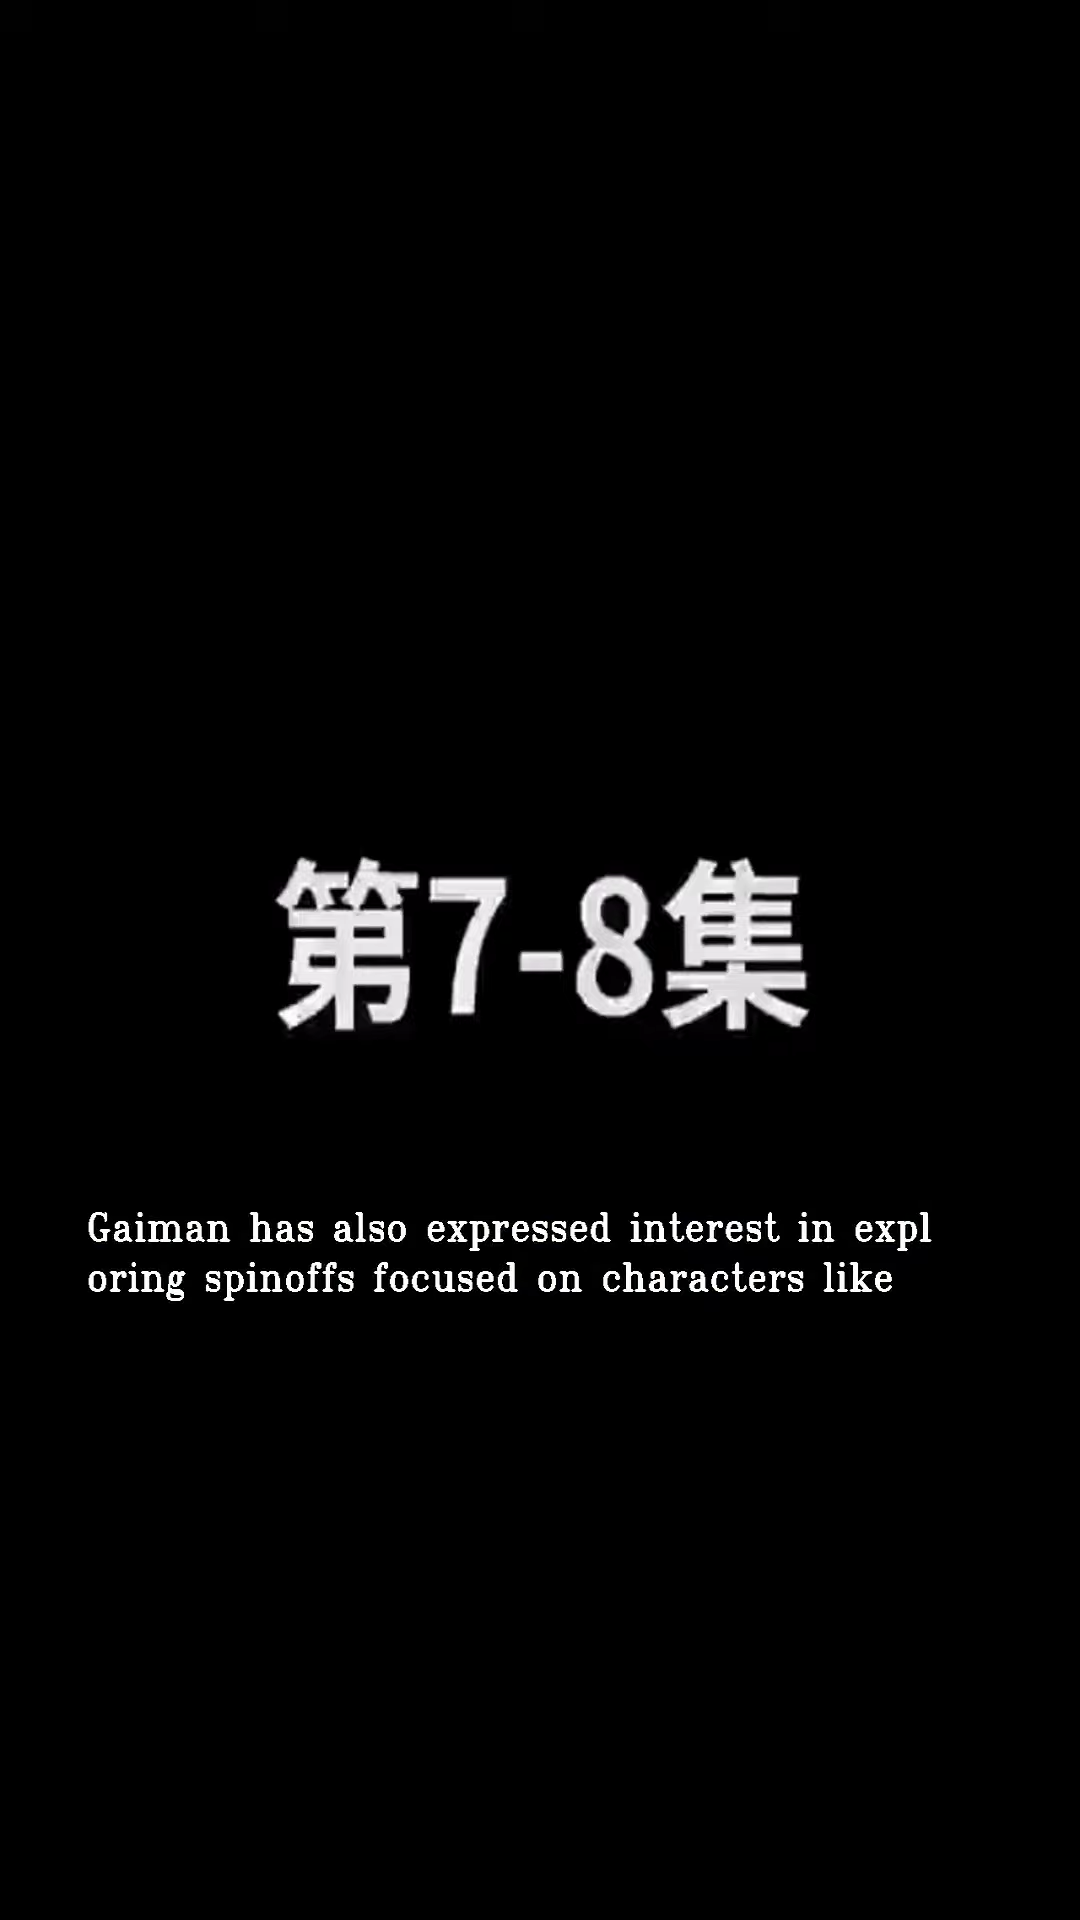 第7-8集
Gaiman has also expressed interest in expl
oring spinoffs focused on characters like